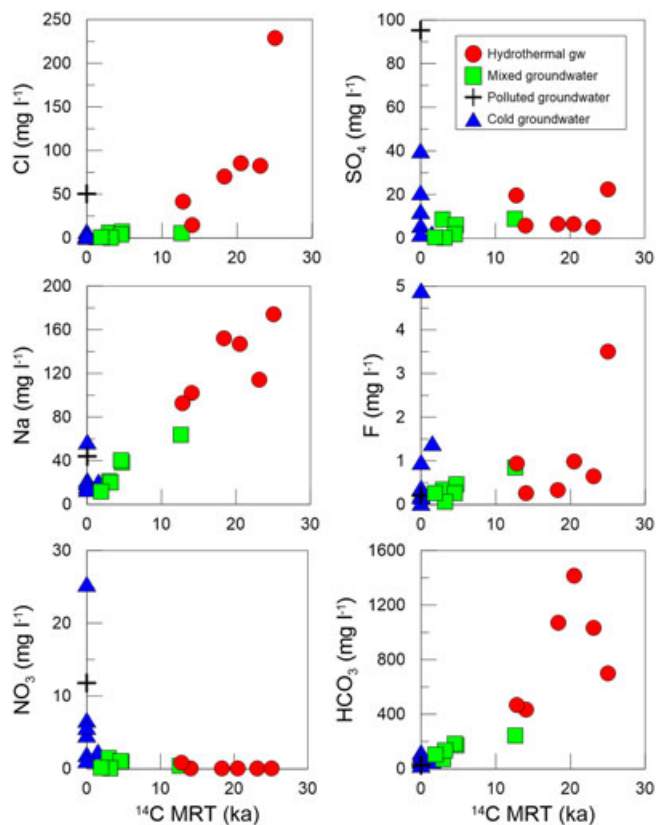 250
200
150
100
50
0
Cl (mg l⁻¹)
0 10 20 30
100
80
60
40
20
0
SO₄ (mg l⁻¹)
Hydrothermal gw
Mixed groundwater
Polluted groundwater
Cold groundwater
0 10 20 30
200
160
120
80
40
0
Na (mg l⁻¹)
0 10 20 30
5
4
3
2
1
0
F (mg l⁻¹)
0 10 20 30
30
20
10
0
NO₃ (mg l⁻¹)
0 10 20 30
¹⁴C MRT (ka)
1600
1200
800
400
0
HCO₃ (mg l⁻¹)
0 10 20 30
¹⁴C MRT (ka)